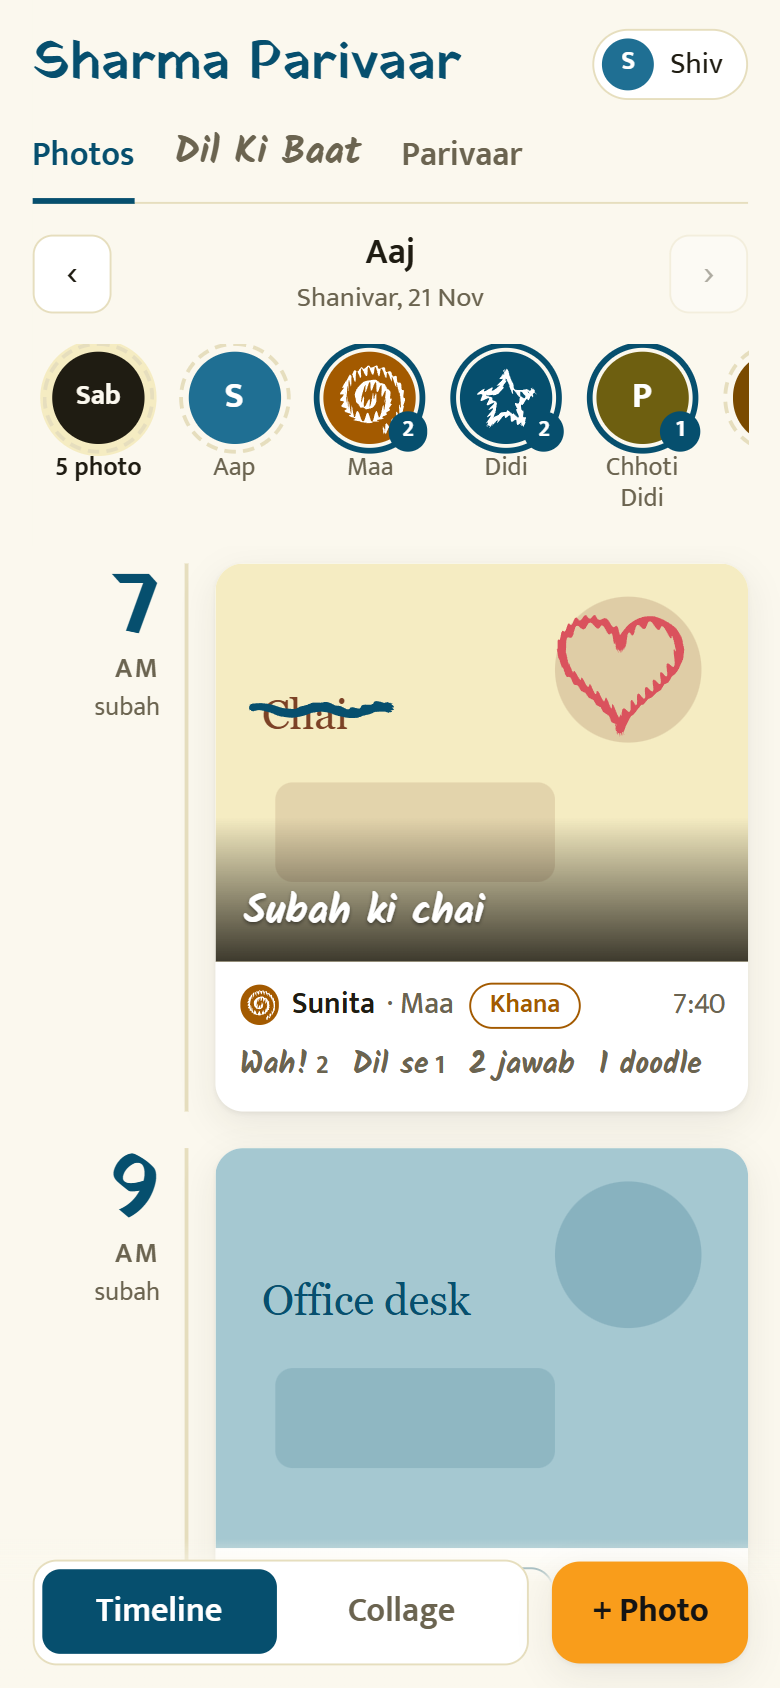 Sharma Parivaar
S Shiv
Photos Dil Ki Baat Parivaar
‹ Aaj ›
Shanivar, 21 Nov
Sab S 2 2 P 1
5 photo Aap Maa Didi Chhoti Didi
7
AM
subah
Chai
Subah ki chai
Sunita · Maa Khana 7:40
Wah! 2 Dil se 1 2 jawab 1 doodle
9
AM
subah
Office desk
Timeline Collage + Photo